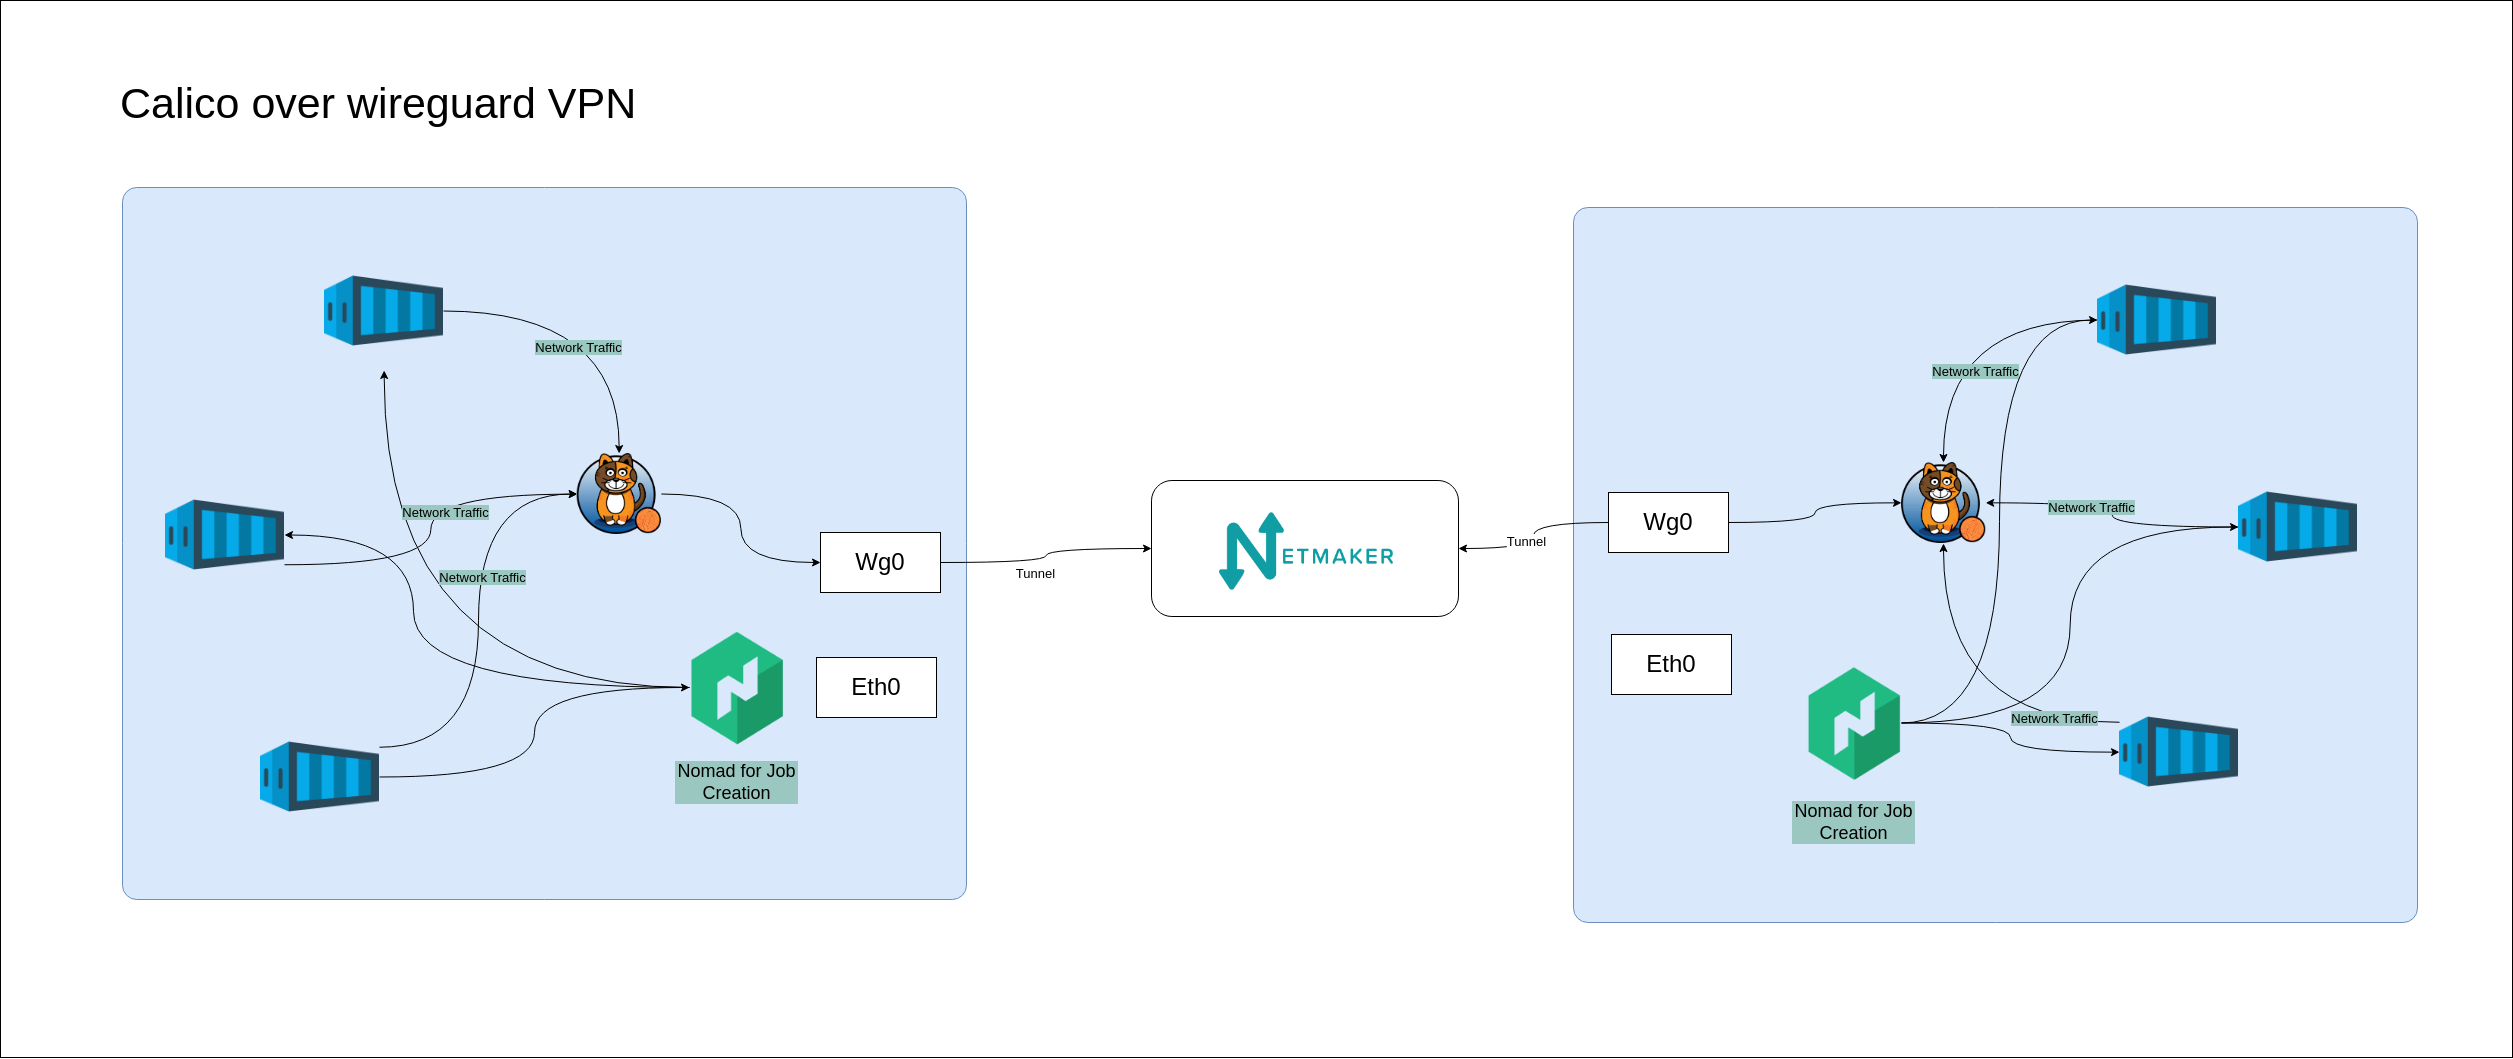 Calico over wireguard VPN
Network Traffic
Network Traffic
Network Traffic
Wg0
Tunnel
Eth0
Nomad for Job
Creation
NETMAKER
Tunnel
Wg0
Eth0
Network Traffic
Network Traffic
Network Traffic
Nomad for Job
Creation